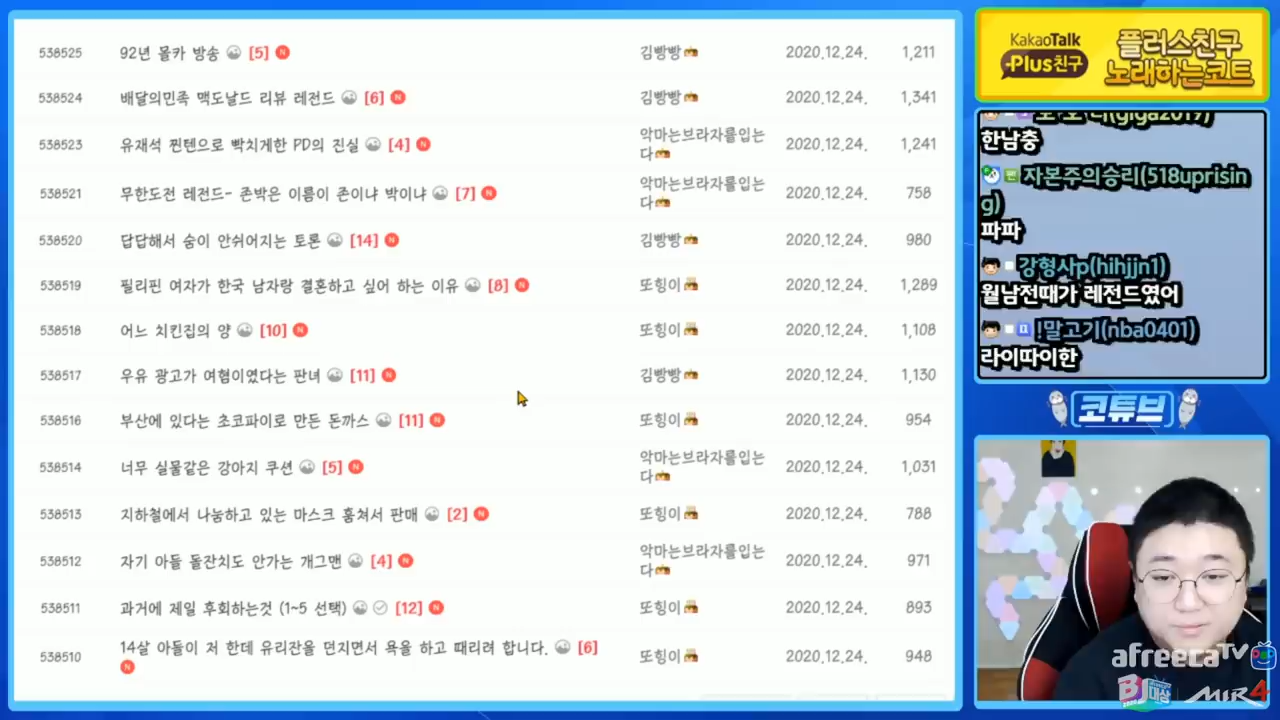 538525 92년 몰카 방송 [5] N 김빵빵 2020.12.24. 1,211
538524 배달의민족 맥도날드 리뷰 레전드 [6] N 김빵빵 2020.12.24. 1,341
538523 유재석 찐텐으로 빡치게한 PD의 진실 [4] N 악마는브라자를입는다 2020.12.24. 1,241
538521 무한도전 레전드- 존박은 이름이 존이냐 박이냐 [7] N 악마는브라자를입는다 2020.12.24. 758
538520 답답해서 숨이 안쉬어지는 토론 [14] N 김빵빵 2020.12.24. 980
538519 필리핀 여자가 한국 남자랑 결혼하고 싶어 하는 이유 [8] N 또힝이 2020.12.24. 1,289
538518 어느 치킨집의 양 [10] N 또힝이 2020.12.24. 1,108
538517 우유 광고가 여혐이였다는 판녀 [11] N 김빵빵 2020.12.24. 1,130
538516 부산에 있다는 초코파이로 만든 돈까스 [11] N 또힝이 2020.12.24. 954
538514 너무 실물같은 강아지 쿠션 [5] N 악마는브라자를입는다 2020.12.24. 1,031
538513 지하철에서 나눔하고 있는 마스크 훔쳐서 판매 [2] N 또힝이 2020.12.24. 788
538512 자기 아들 돌잔치도 안가는 개그맨 [4] N 악마는브라자를입는다 2020.12.24. 971
538511 과거에 제일 후회하는것 (1~5 선택) [12] N 또힝이 2020.12.24. 893
538510 14살 아들이 저 한데 유리잔을 던지면서 욕을 하고 때리려 합니다. [6] N 또힝이 2020.12.24. 948
KakaoTalk
Plus친구
플러스친구
노래하는코트
(giga2019)
한남충
팬 자본주의승리(518uprisin
g)
파파
강형사p(hihjjn1)
월남전때가 레전드였어
!말고기(nba0401)
라이따이한
코튜브
afreecaTV
BJ대상 MIR4